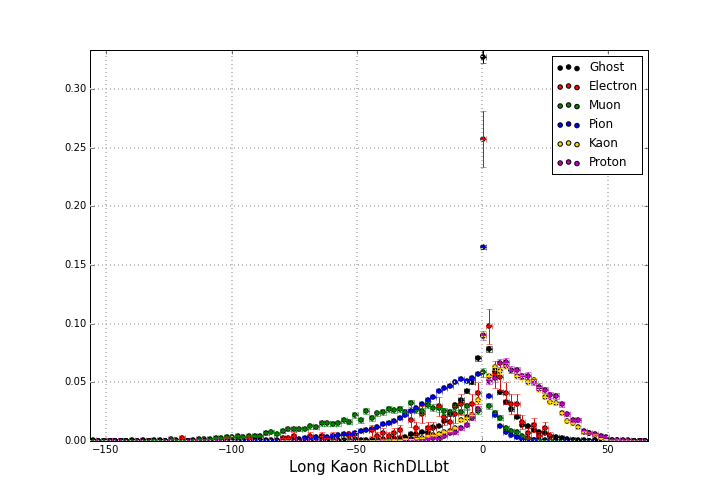 0.30
0.25
0.20
0.15
0.10
0.05
0.00
−150 −100 −50 0 50
Long Kaon RichDLLbt
Ghost
Electron
Muon
Pion
Kaon
Proton